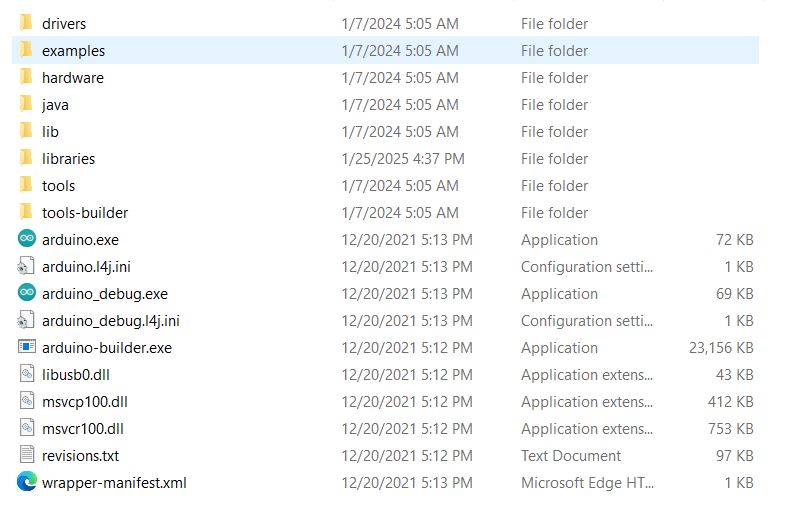 drivers 1/7/2024 5:05 AM File folder
examples 1/7/2024 5:05 AM File folder
hardware 1/7/2024 5:05 AM File folder
java 1/7/2024 5:05 AM File folder
lib 1/7/2024 5:05 AM File folder
libraries 1/25/2025 4:37 PM File folder
tools 1/7/2024 5:05 AM File folder
tools-builder 1/7/2024 5:05 AM File folder
arduino.exe 12/20/2021 5:13 PM Application 72 KB
arduino.l4j.ini 12/20/2021 5:13 PM Configuration setti... 1 KB
arduino_debug.exe 12/20/2021 5:13 PM Application 69 KB
arduino_debug.l4j.ini 12/20/2021 5:13 PM Configuration setti... 1 KB
arduino-builder.exe 12/20/2021 5:12 PM Application 23,156 KB
libusb0.dll 12/20/2021 5:12 PM Application extens... 43 KB
msvcp100.dll 12/20/2021 5:12 PM Application extens... 412 KB
msvcr100.dll 12/20/2021 5:12 PM Application extens... 753 KB
revisions.txt 12/20/2021 5:12 PM Text Document 97 KB
wrapper-manifest.xml 12/20/2021 5:13 PM Microsoft Edge HT... 1 KB